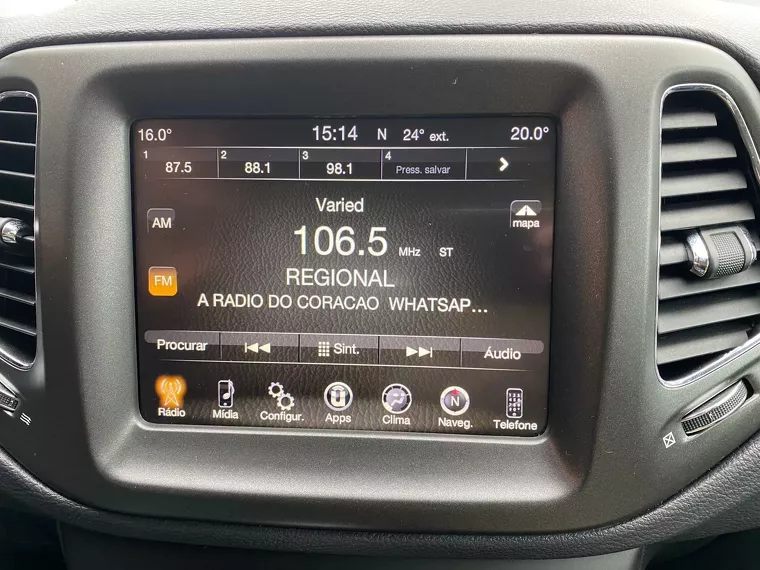 16.0° 15:14 N 24° ext. 20.0°
1 87.5 2 88.1 3 98.1 4 Press. salvar
Varied
AM mapa
106.5 MHz ST
FM REGIONAL
A RADIO DO CORACAO WHATSAP...
Procurar Sint. Áudio
Rádio Mídia Configur. Apps Clima N Naveg. Telefone